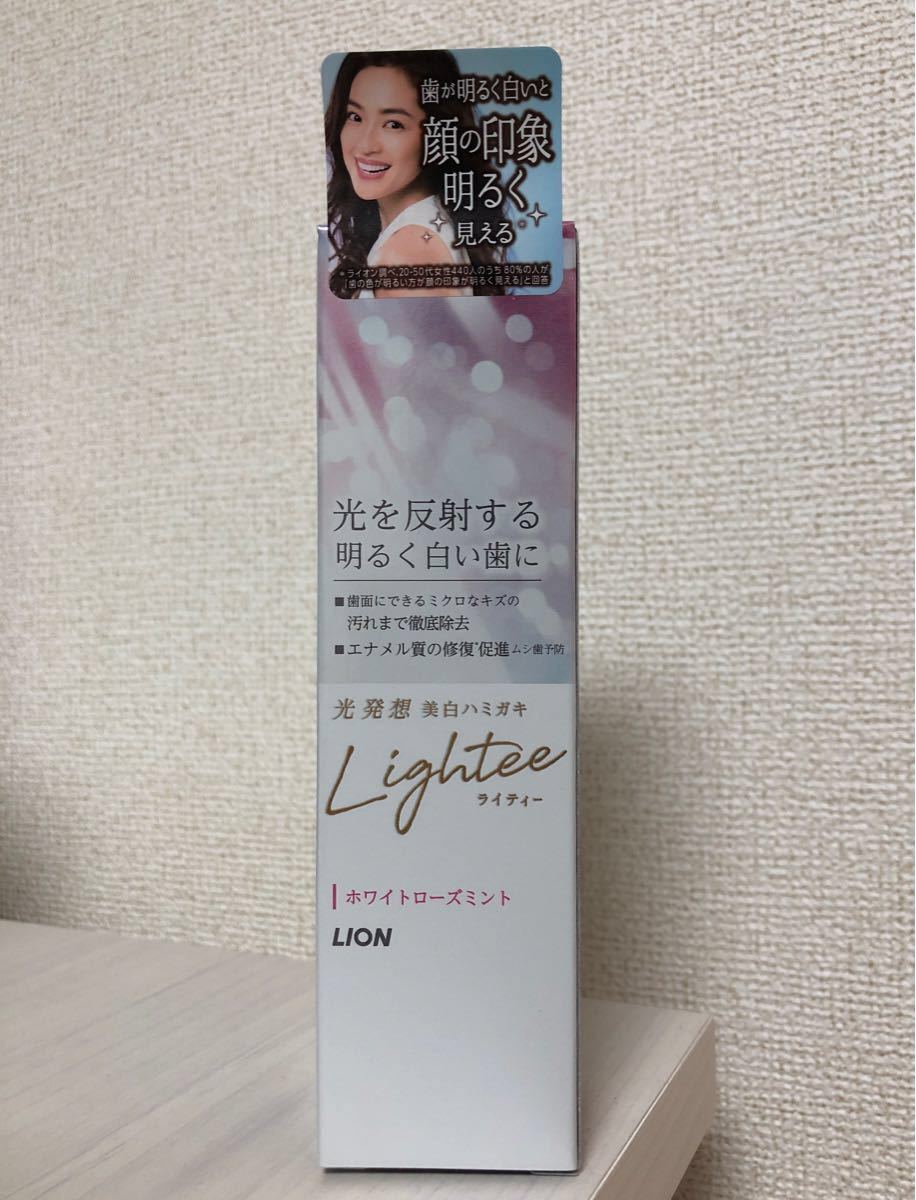 歯が明るく白いと
顔の印象
明るく
見える*
*ライオン調べ、20-50代女性440人のうち80%の人が
「歯の色が明るい方が顔の印象が明るく見える」と回答
光を反射する
明るく白い歯に
■歯面にできるミクロなキズの
汚れまで徹底除去
■エナメル質の修復*促進 ムシ歯予防
光発想 美白ハミガキ
Lightee
ライティー
ホワイトローズミント
LION